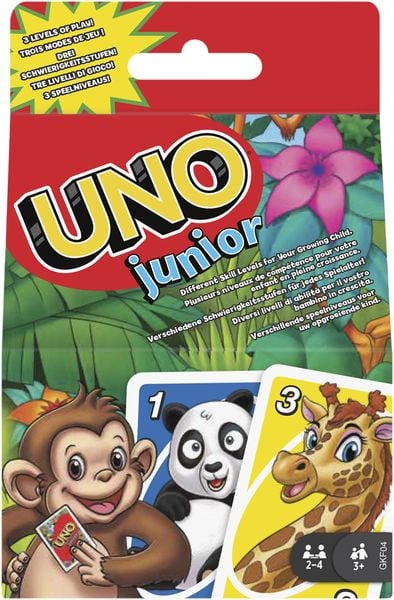 3 LEVELS OF PLAY!
TROIS MODES DE JEU !
DREI
SCHWIERIGKEITSSTUFEN!
TRE LIVELLI DI GIOCO!
3 SPEELNIVEAUS!
UNO
junior
Different Skill Levels for Your Growing Child.
Plusieurs niveaux de compétence pour votre
enfant en pleine croissance.
Verschiedene Schwierigkeitsstufen für jedes Spielalter!
Diversi livelli di abilità per il vostro
bambino in crescita.
Verschillende speelniveaus voor
uw opgroeiende kind.
1
3
UNO
2-4
3+
GKF04